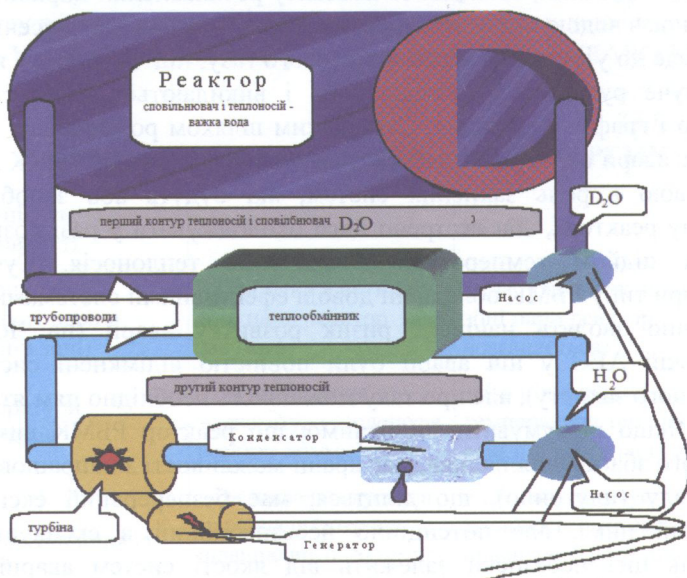 Реактор
сповільнювач і теплоносій -
важка вода
D₂O
перший контур теплоносій і сповілбнювач D₂O )
Насос
трубопроводи
теплообмінник
H₂O
другий контур теплоносій
Конденсатор
Насос
турбіна
Генератор